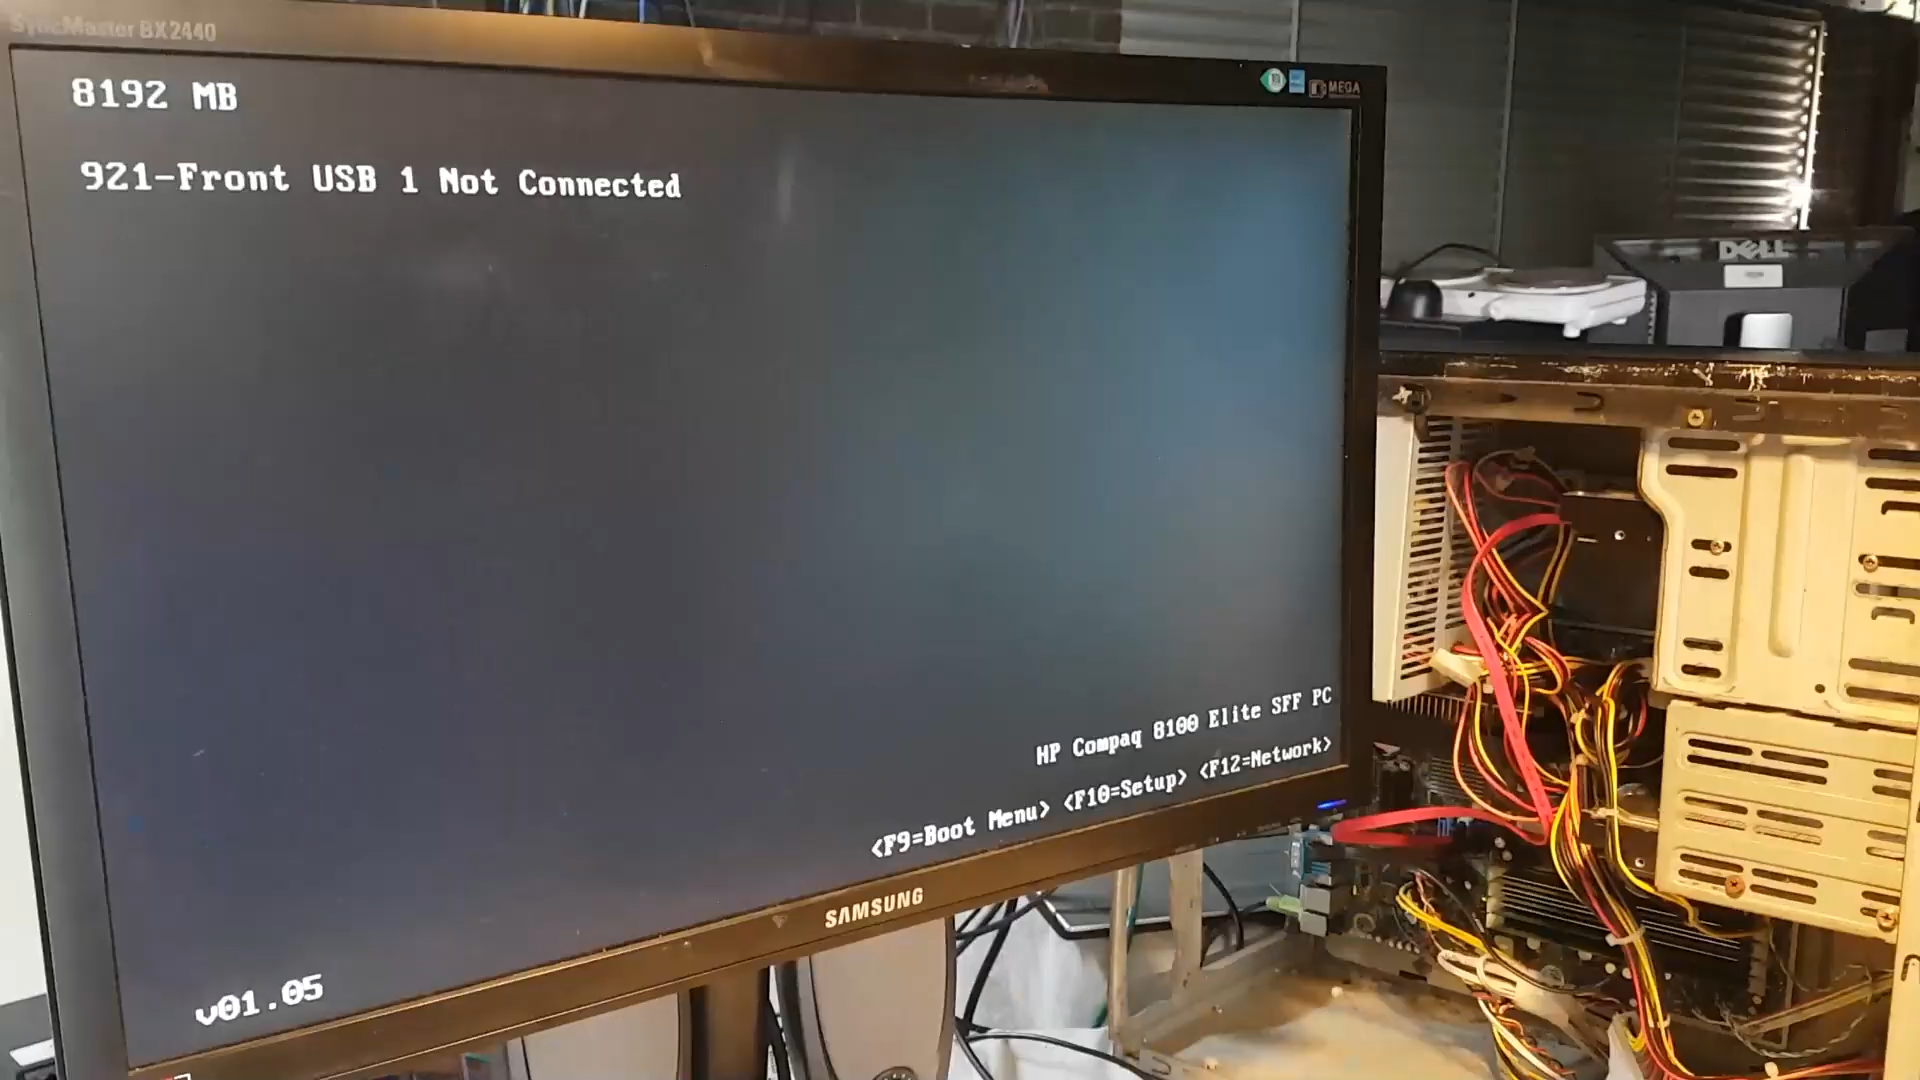 SyncMaster BX2440
MEGA
8192 MB
921-Front USB 1 Not Connected
DELL
HP Compaq 8100 Elite SFF PC
<F9=Boot Menu> <F10=Setup> <F12=Network>
SAMSUNG
v01.05